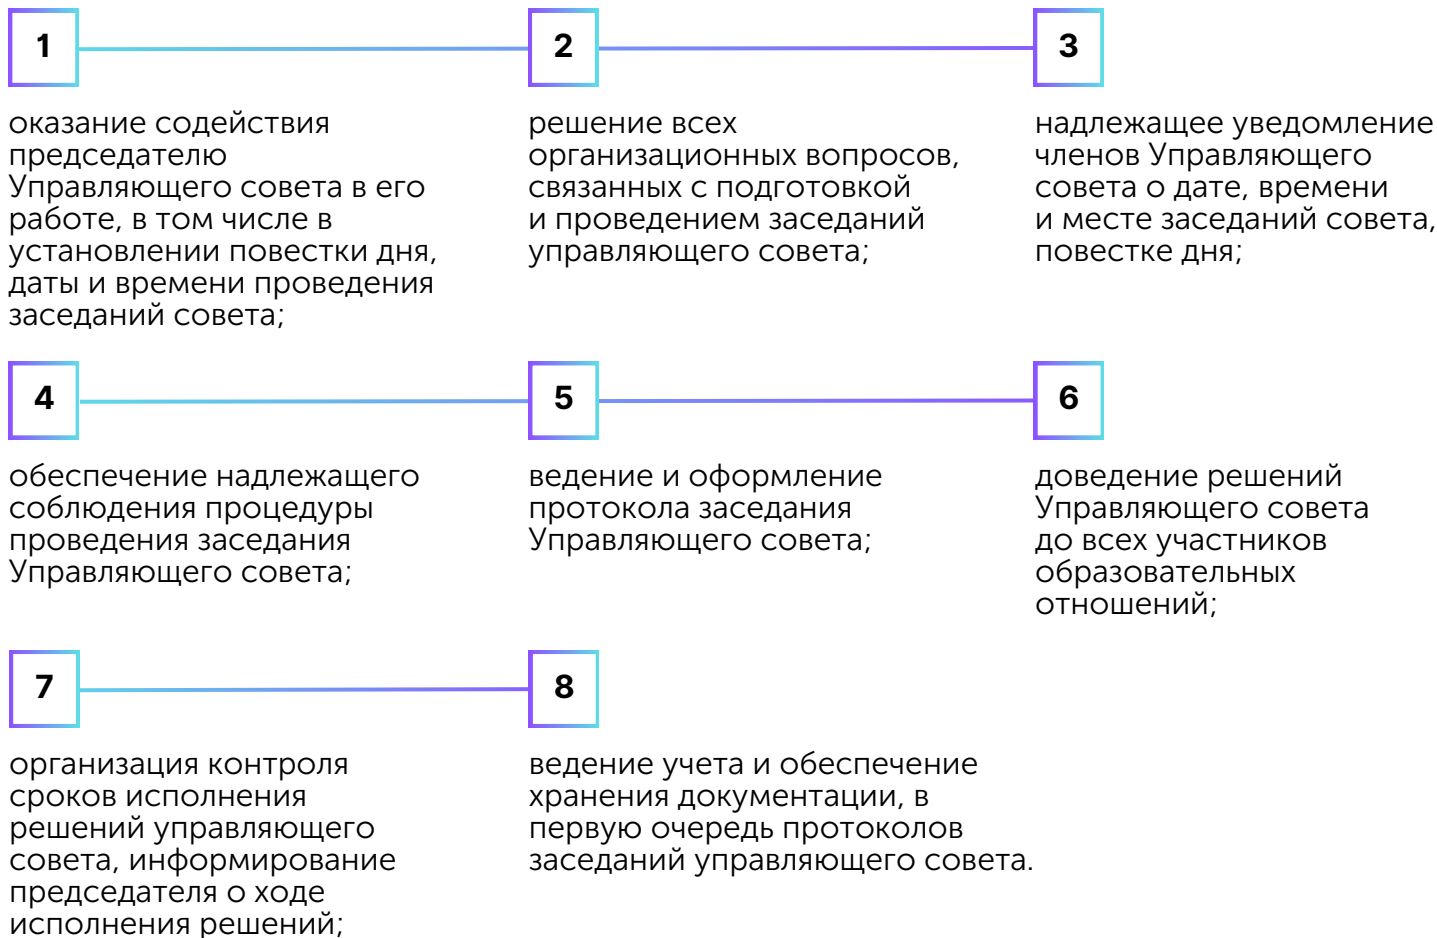 1
оказание содействия
председателю
Управляющего совета в его
работе, в том числе в
установлении повестки дня,
даты и времени проведения
заседаний совета;
2
решение всех
организационных вопросов,
связанных с подготовкой
и проведением заседаний
управляющего совета;
3
надлежащее уведомление
членов Управляющего
совета о дате, времени
и месте заседаний совета,
повестке дня;
4
обеспечение надлежащего
соблюдения процедуры
проведения заседания
Управляющего совета;
5
ведение и оформление
протокола заседания
Управляющего совета;
6
доведение решений
Управляющего совета
до всех участников
образовательных
отношений;
7
организация контроля
сроков исполнения
решений управляющего
совета, информирование
председателя о ходе
исполнения решений;
8
ведение учета и обеспечение
хранения документации, в
первую очередь протоколов
заседаний управляющего совета.